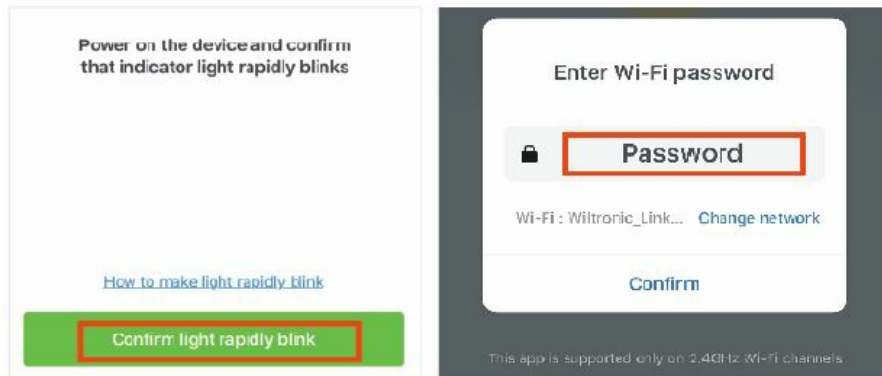 Power on the device and confirm
that indicator light rapidly blinks
How to make light rapidly blink
Confirm light rapidly blink
Enter Wi-Fi password
Password
Wi-Fi : Wiltronic_Link... Change network
Confirm
This app is supported only on 2.4GHz Wi-Fi channels